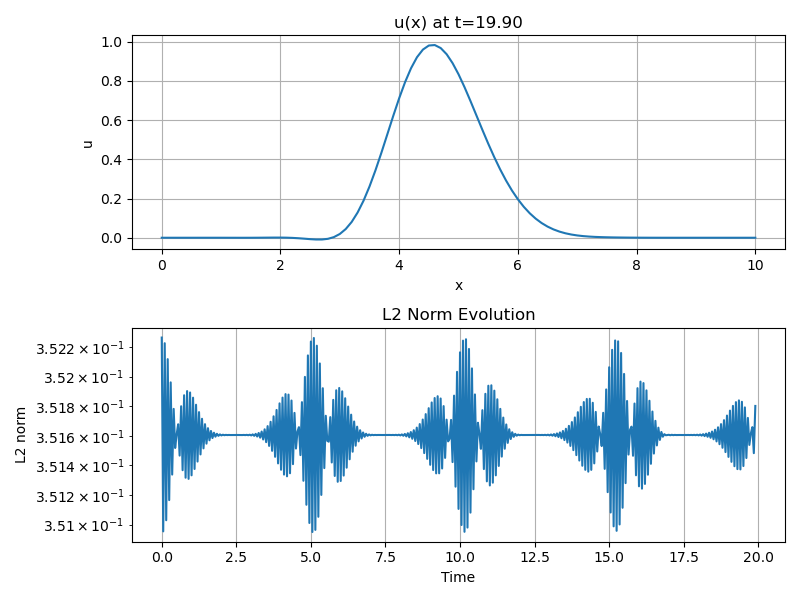 u(x) at t=19.90
1.0
0.8
0.6
0.4
0.2
0.0
u
0 2 4 6 8 10
x
L2 Norm Evolution
3.522 × 10⁻¹
3.52 × 10⁻¹
3.518 × 10⁻¹
3.516 × 10⁻¹
3.514 × 10⁻¹
3.512 × 10⁻¹
3.51 × 10⁻¹
L2 norm
0.0 2.5 5.0 7.5 10.0 12.5 15.0 17.5 20.0
Time